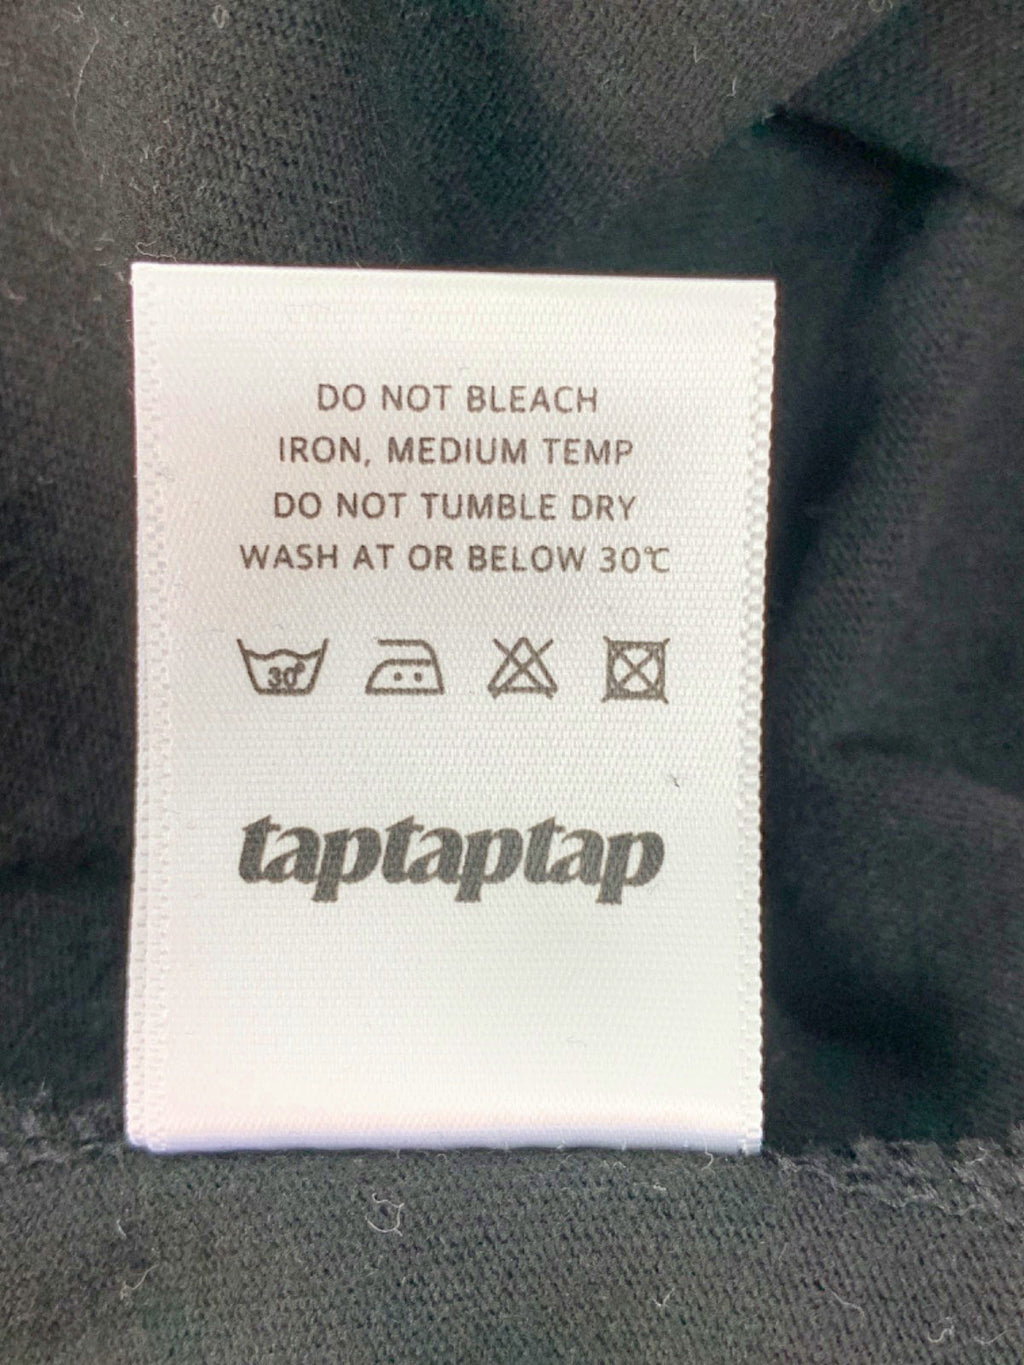 DO NOT BLEACH
IRON, MEDIUM TEMP
DO NOT TUMBLE DRY
WASH AT OR BELOW 30℃
30°
taptaptap